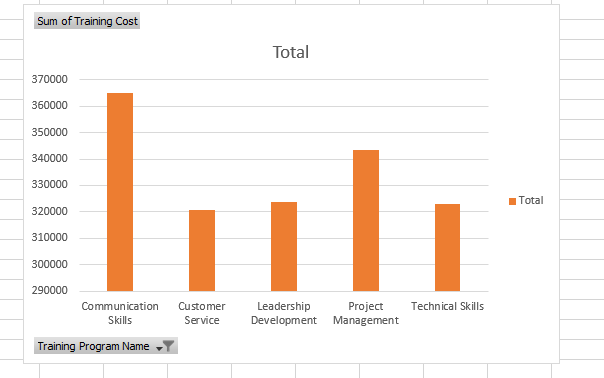 Sum of Training Cost
Total
370000
360000
350000
340000
330000
320000
310000
300000
290000
Communication
Skills
Customer
Service
Leadership
Development
Project
Management
Technical Skills
Total
Training Program Name